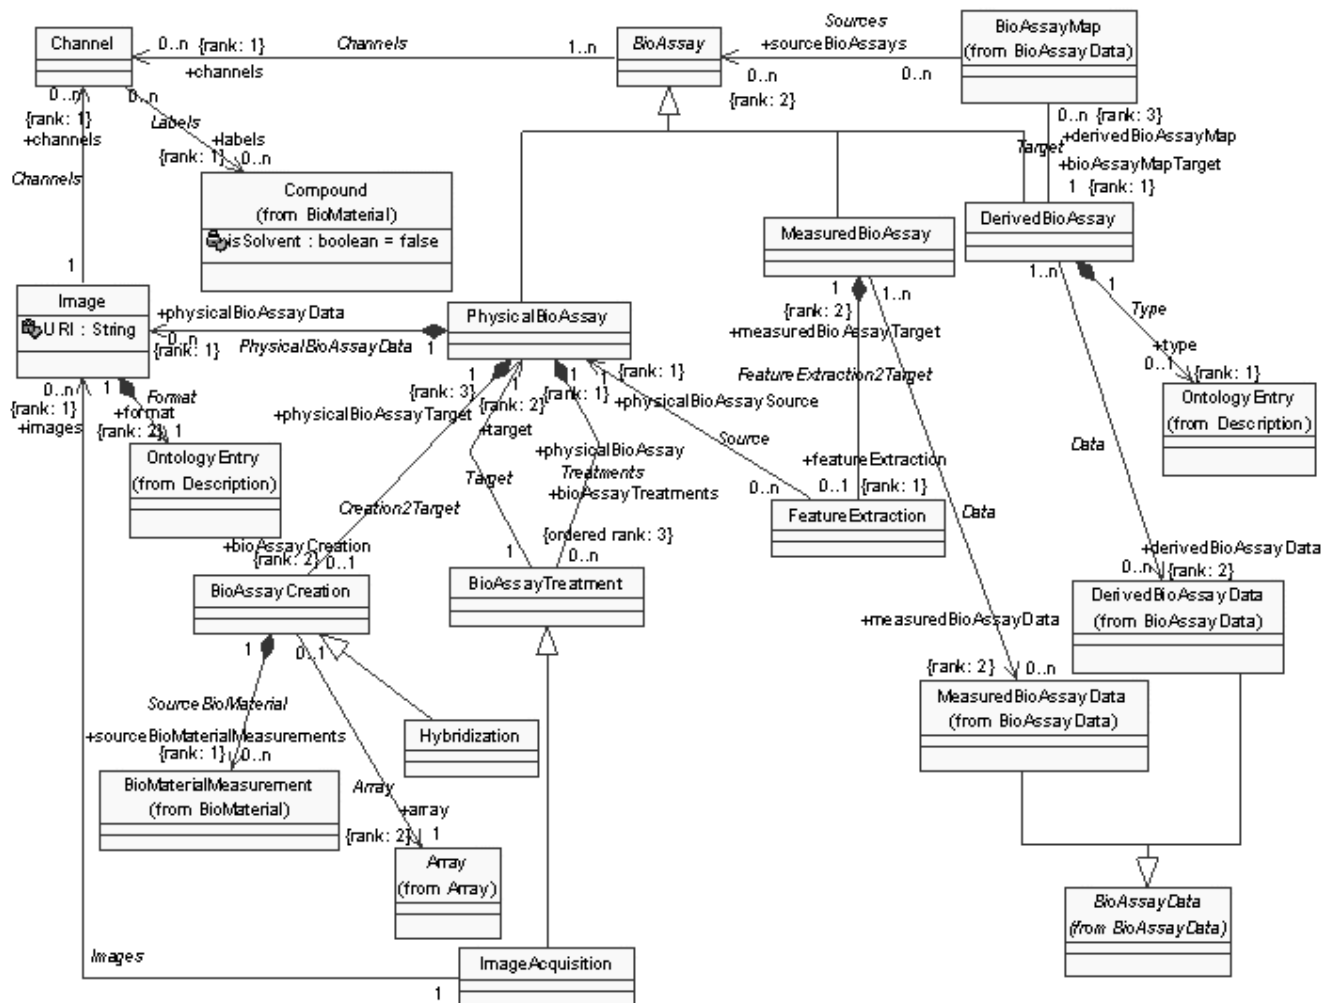 Channel
0..n
{rank: 1}
Channels
+channels
1..n
BioAssay
Sources
+sourceBioAssays
0..n
{rank: 2}
0..n
BioAssayMap
(from BioAssayData)
0..n
{rank: 1}
+channels
Channels
1
0..n
Labels
+labels
{rank: 1}
0..n
Compound
(from BioMaterial)
isSolvent : boolean = false
0..n {rank: 3}
+derivedBioAssayMap
Target
+bioAssayMapTarget
1 {rank: 1}
MeasuredBioAssay
DerivedBioAssay
Image
URI : String
+physicalBioAssayData
0..n
{rank: 1}
PhysicalBioAssayData
1
PhysicalBioAssay
1
{rank: 2}
+measuredBioAssayTarget
1..n
FeatureExtraction2Target
1..n
1
Type
+type
0..1
{rank: 1}
OntologyEntry
(from Description)
0..n
{rank: 1}
+images
1
Format
+format
{rank: 2}
1
OntologyEntry
(from Description)
1
{rank: 3}
+physicalBioAssayTarget
1
{rank: 2}
+target
1
{rank: 1}
+physicalBioAssay
1
{rank: 1}
+physicalBioAssaySource
Source
Target
Treatments
+bioAssayTreatments
Creation2Target
+featureExtraction
0..n
0..1
{rank: 1}
FeatureExtraction
Data
Data
+bioAssayCreation
{rank: 2}
0..1
BioAssayCreation
1
{ordered rank: 3}
0..n
BioAssayTreatment
+derivedBioAssayData
0..n
{rank: 2}
DerivedBioAssayData
(from BioAssayData)
1
0..1
SourceBioMaterial
+sourceBioMaterialMeasurements
{rank: 1}
0..n
BioMaterialMeasurement
(from BioMaterial)
Hybridization
+measuredBioAssayData
{rank: 2}
0..n
MeasuredBioAssayData
(from BioAssayData)
Array
+array
{rank: 2}
1
Array
(from Array)
BioAssayData
(from BioAssayData)
Images
1
ImageAcquisition